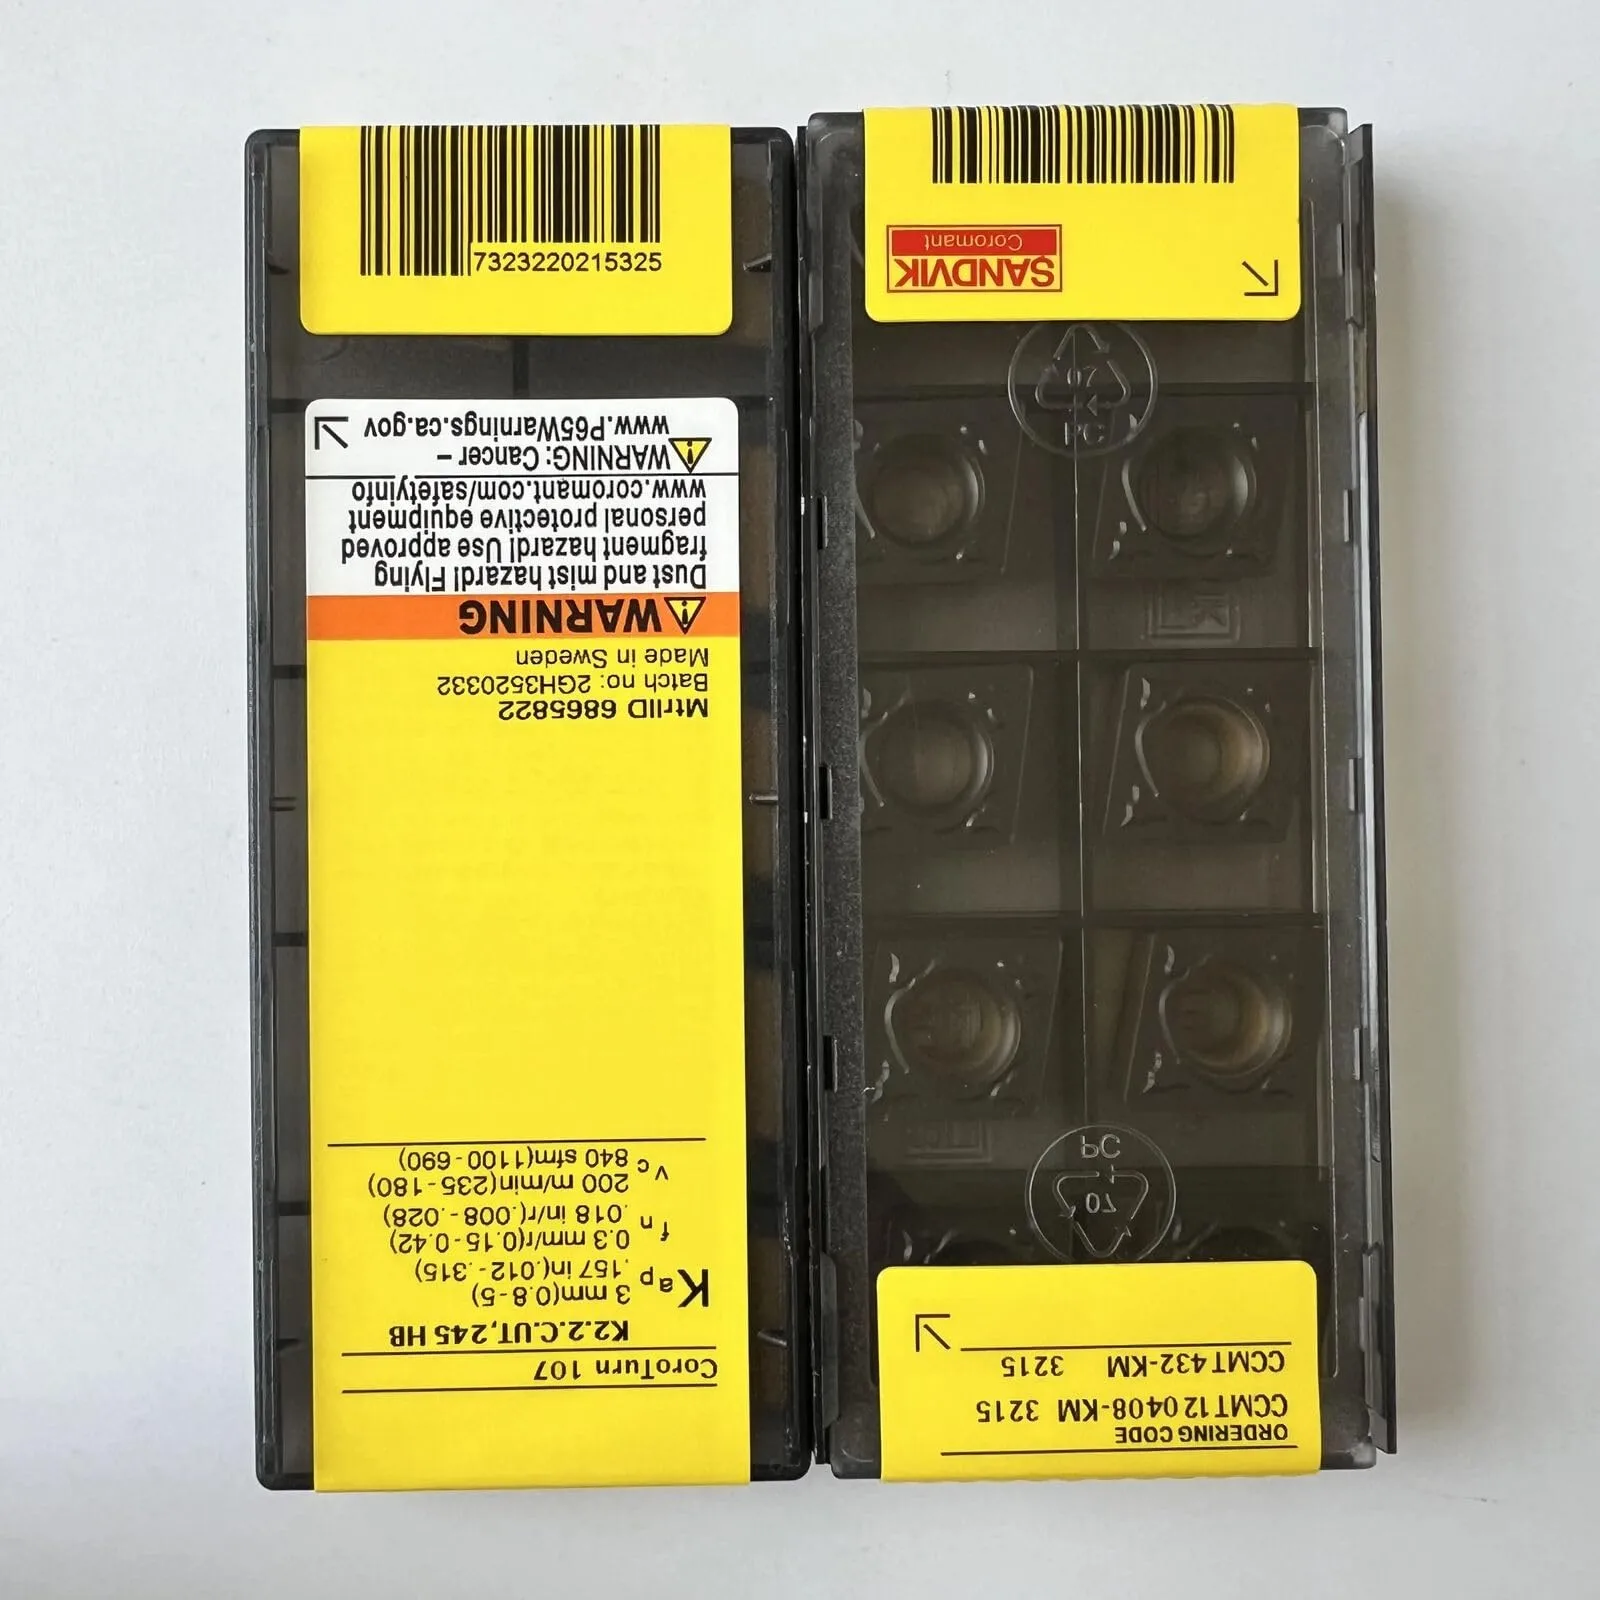 ORDERING CODE
CCMT 12 04 08-KM 3215
CCMT 432-KM 3215
07
PC
07
PC
SANDVIK
Coromant
CoroTurn 107
K2.2.C.UT,245 HB
K ap 3 mm(0.8-5)
.157 in(.012-.315)
fn 0.3 mm/r(0.15-0.42)
.018 in/r(.008-.028)
vc 200 m/min(235-180)
840 sfm(1100-690)
MtrlID 6865822
Batch no: 2GH3520332
Made in Sweden
WARNING
Dust and mist hazard! Flying
fragment hazard! Use approved
personal protective equipment
www.coromant.com/safetyinfo
WARNING: Cancer –
www.P65Warnings.ca.gov
7323220215325